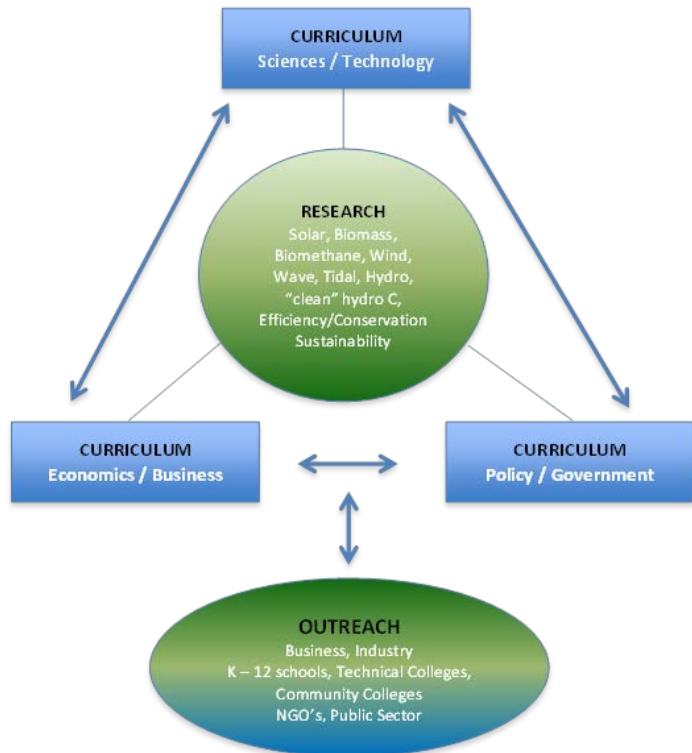 CURRICULUM
Sciences / Technology
RESEARCH
Solar, Biomass,
Biomethane, Wind,
Wave, Tidal, Hydro,
"clean" hydro C,
Efficiency/Conservation
Sustainability
CURRICULUM
Economics / Business
CURRICULUM
Policy / Government
OUTREACH
Business, Industry
K – 12 schools, Technical Colleges,
Community Colleges
NGO's, Public Sector